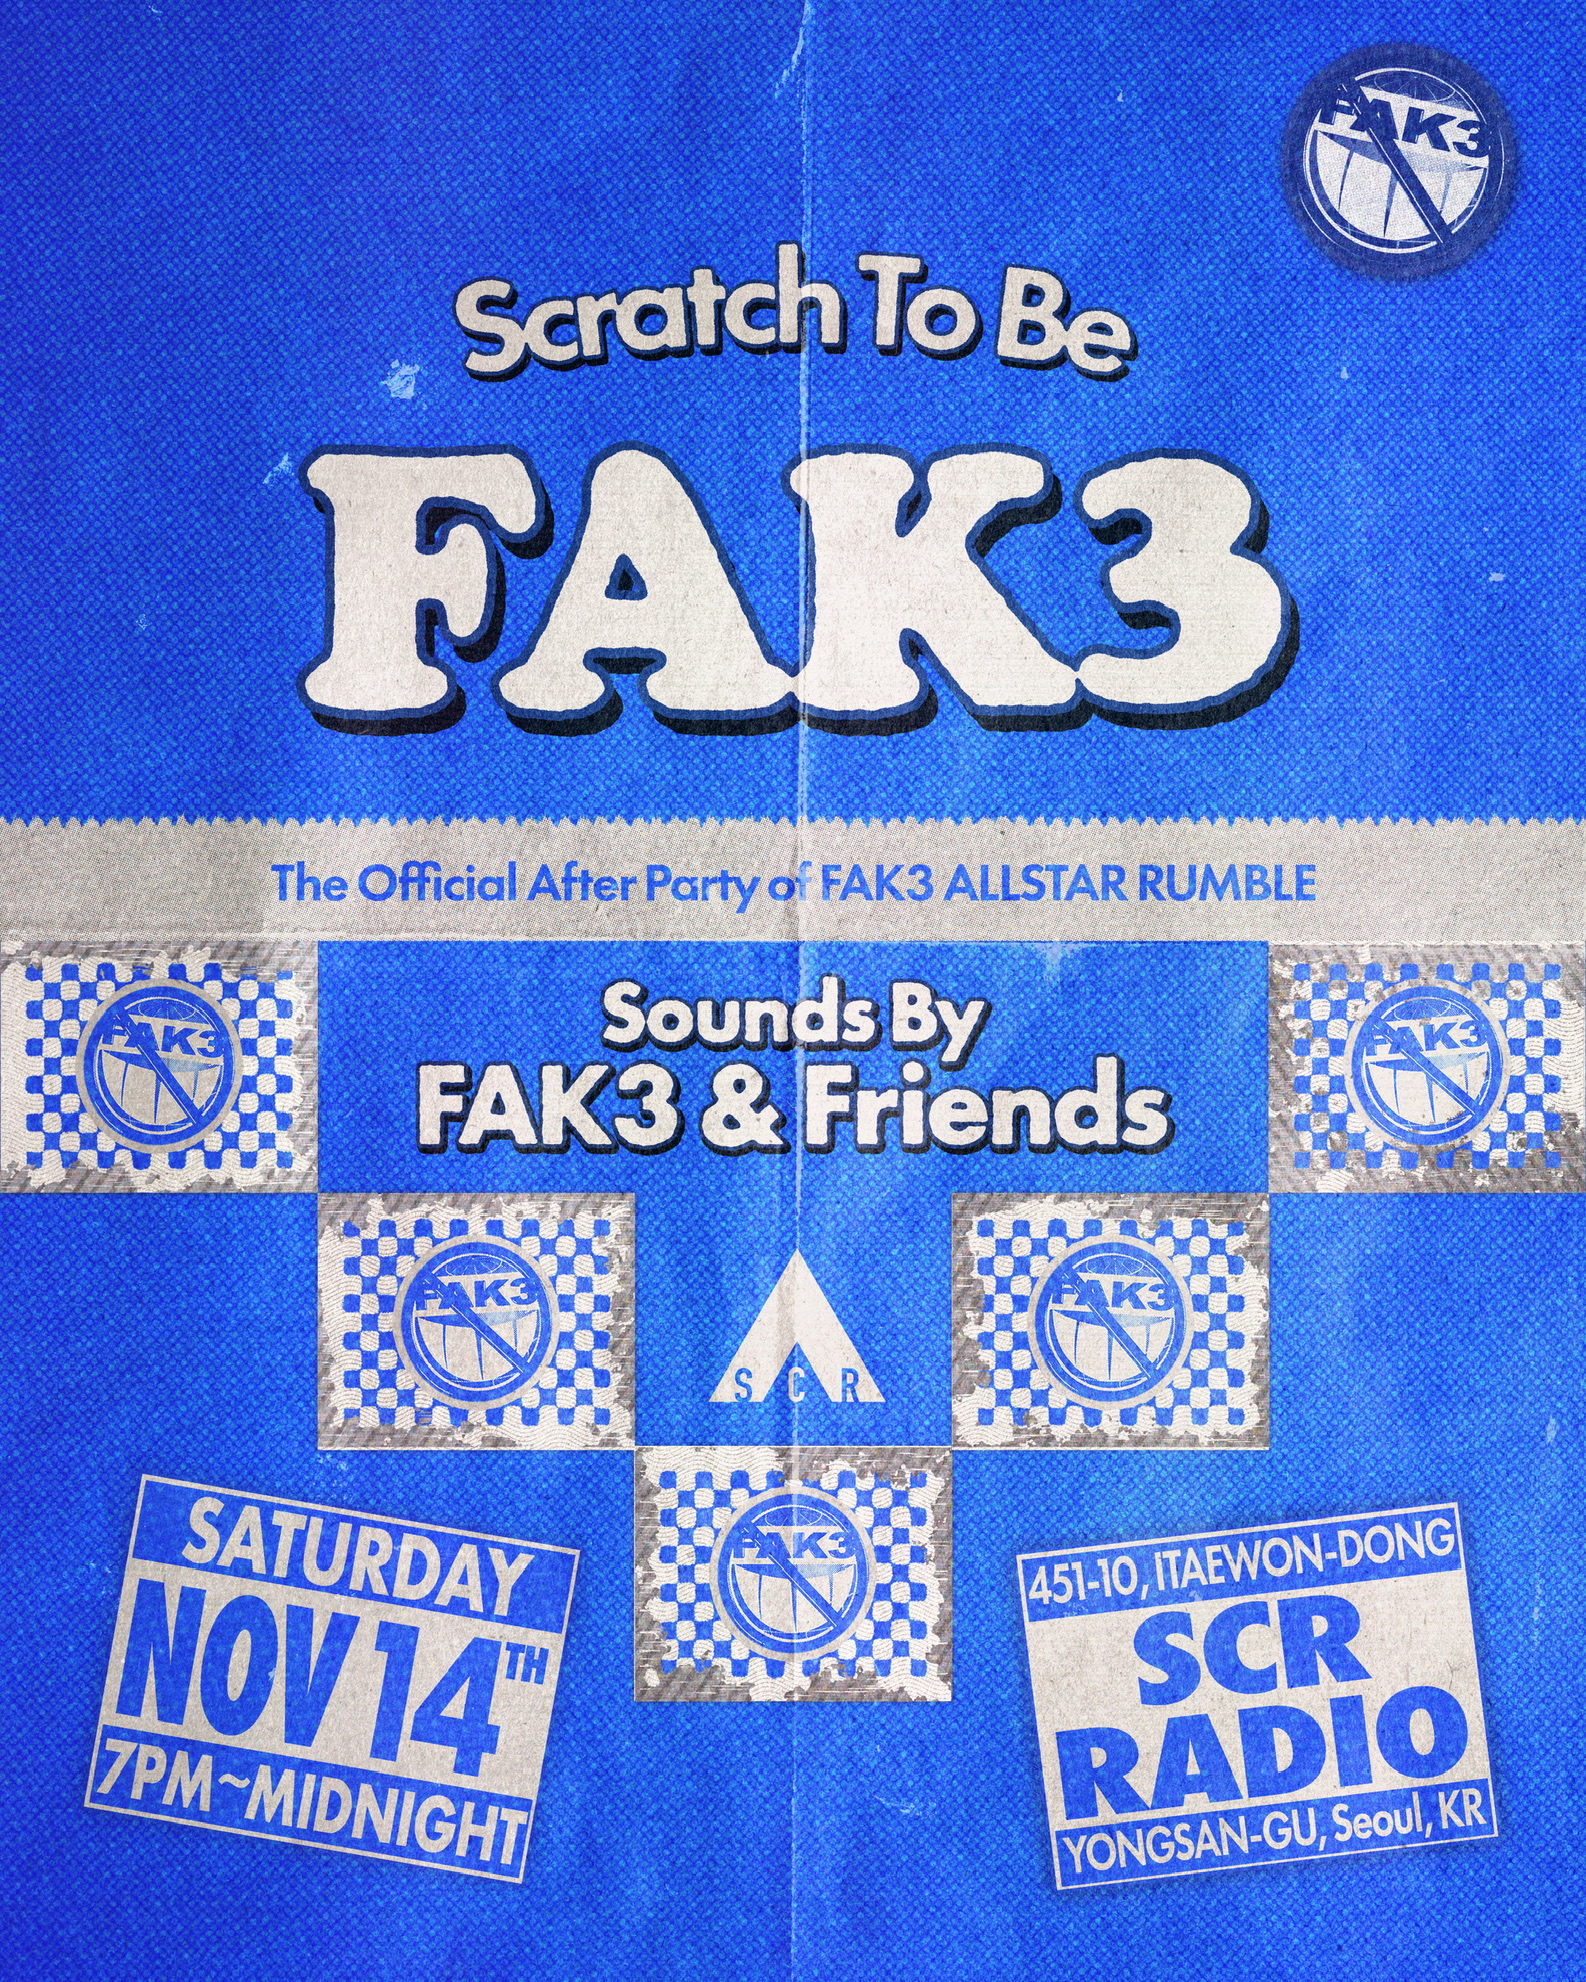 FAK3
Scratch To Be
FAK3
The Official After Party of FAK3 ALLSTAR RUMBLE
FAK3
FAK3
Sounds By
FAK3 & Friends
FAK3
FAK3
SCR
FAK3
SATURDAY
NOV 14TH
7PM~MIDNIGHT
451-10, iTAEWON-DONG
SCR
RADIO
YONGSAN-GU, Seoul, KR